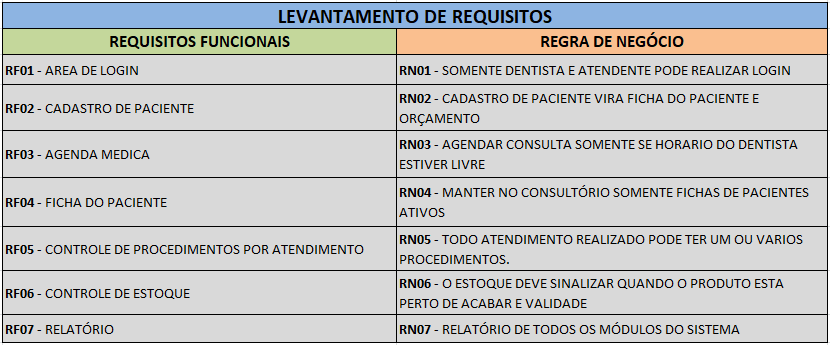 LEVANTAMENTO DE REQUISITOS
REQUISITOS FUNCIONAIS
REGRA DE NEGÓCIO
RF01 - AREA DE LOGIN
RN01 - SOMENTE DENTISTA E ATENDENTE PODE REALIZAR LOGIN
RF02 - CADASTRO DE PACIENTE
RN02 - CADASTRO DE PACIENTE VIRA FICHA DO PACIENTE E
ORÇAMENTO
RF03 - AGENDA MEDICA
RN03 - AGENDAR CONSULTA SOMENTE SE HORARIO DO DENTISTA
ESTIVER LIVRE
RF04 - FICHA DO PACIENTE
RN04 - MANTER NO CONSULTÓRIO SOMENTE FICHAS DE PACIENTES
ATIVOS
RF05 - CONTROLE DE PROCEDIMENTOS POR ATENDIMENTO
RN05 - TODO ATENDIMENTO REALIZADO PODE TER UM OU VARIOS
PROCEDIMENTOS.
RF06 - CONTROLE DE ESTOQUE
RN06 - O ESTOQUE DEVE SINALIZAR QUANDO O PRODUTO ESTA
PERTO DE ACABAR E VALIDADE
RF07 - RELATÓRIO
RN07 - RELATÓRIO DE TODOS OS MÓDULOS DO SISTEMA